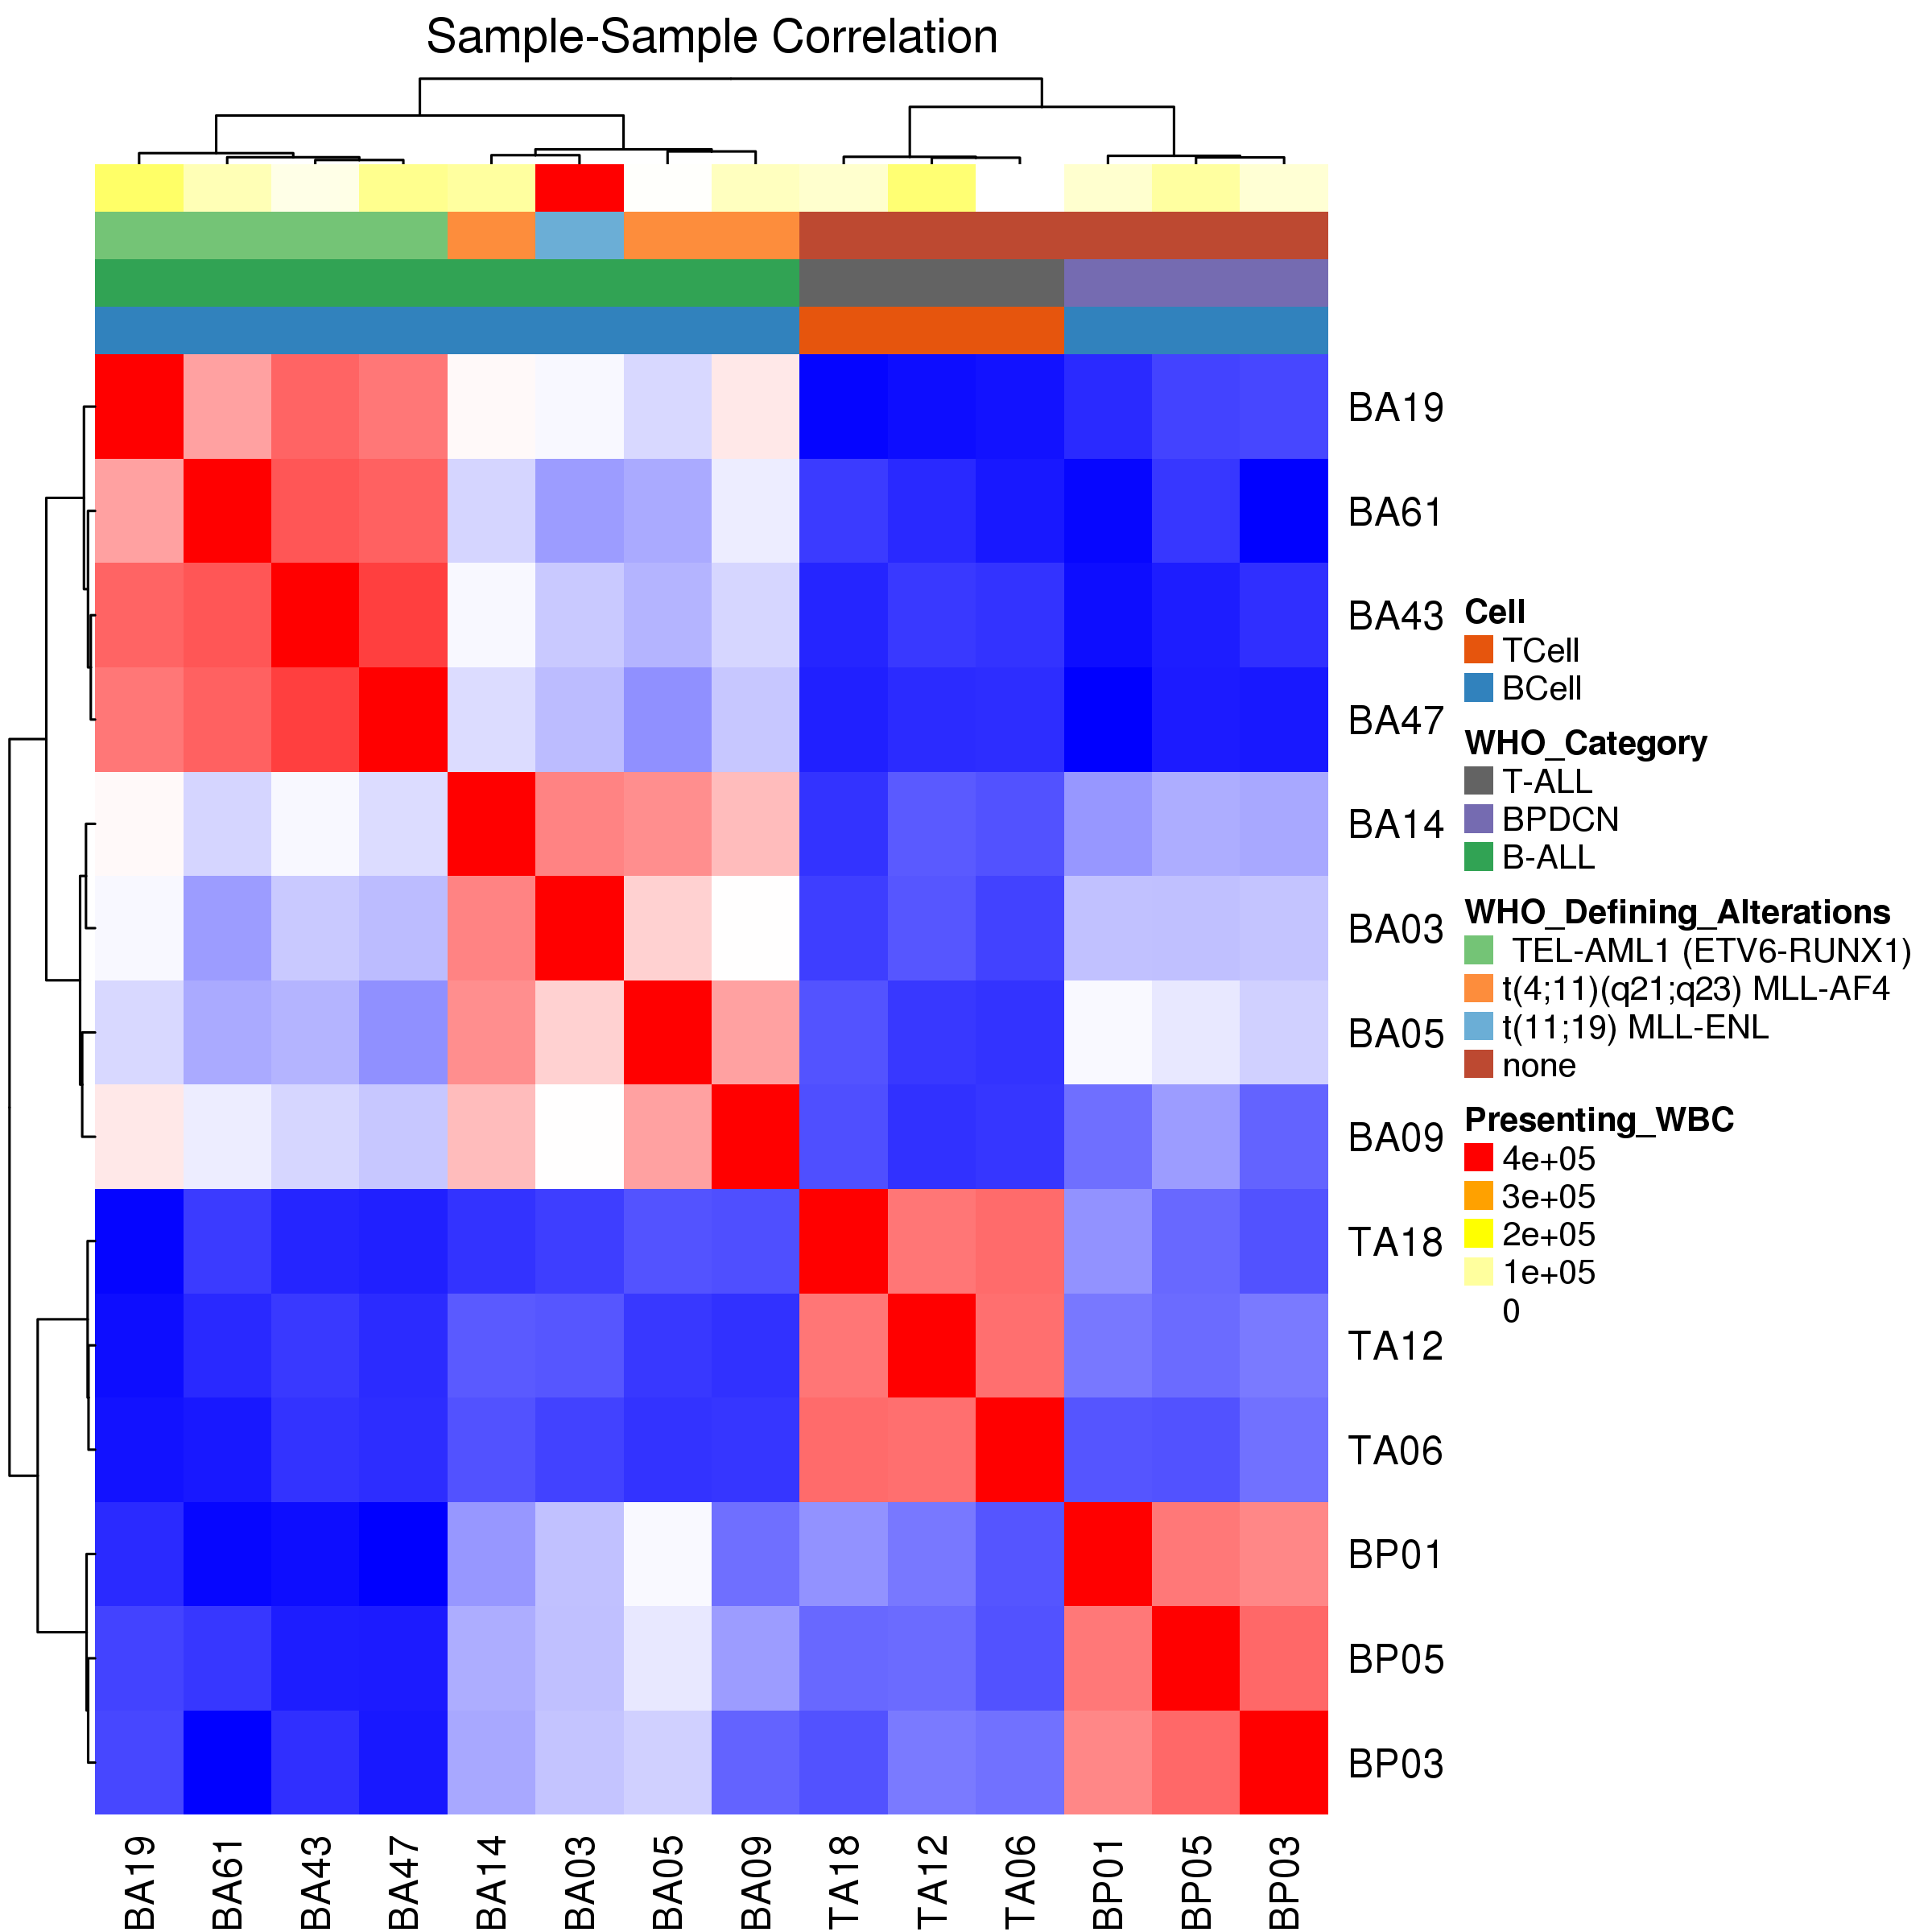 Sample-Sample Correlation
BA19
BA61
BA43
BA47
BA14
BA03
BA05
BA09
TA18
TA12
TA06
BP01
BP05
BP03
Cell
TCell
BCell
WHO_Category
T-ALL
BPDCN
B-ALL
WHO_Defining_Alterations
TEL-AML1 (ETV6-RUNX1)
t(4;11)(q21;q23) MLL-AF4
t(11;19) MLL-ENL
none
Presenting_WBC
4e+05
3e+05
2e+05
1e+05
0
BA19
BA61
BA43
BA47
BA14
BA03
BA05
BA09
TA18
TA12
TA06
BP01
BP05
BP03